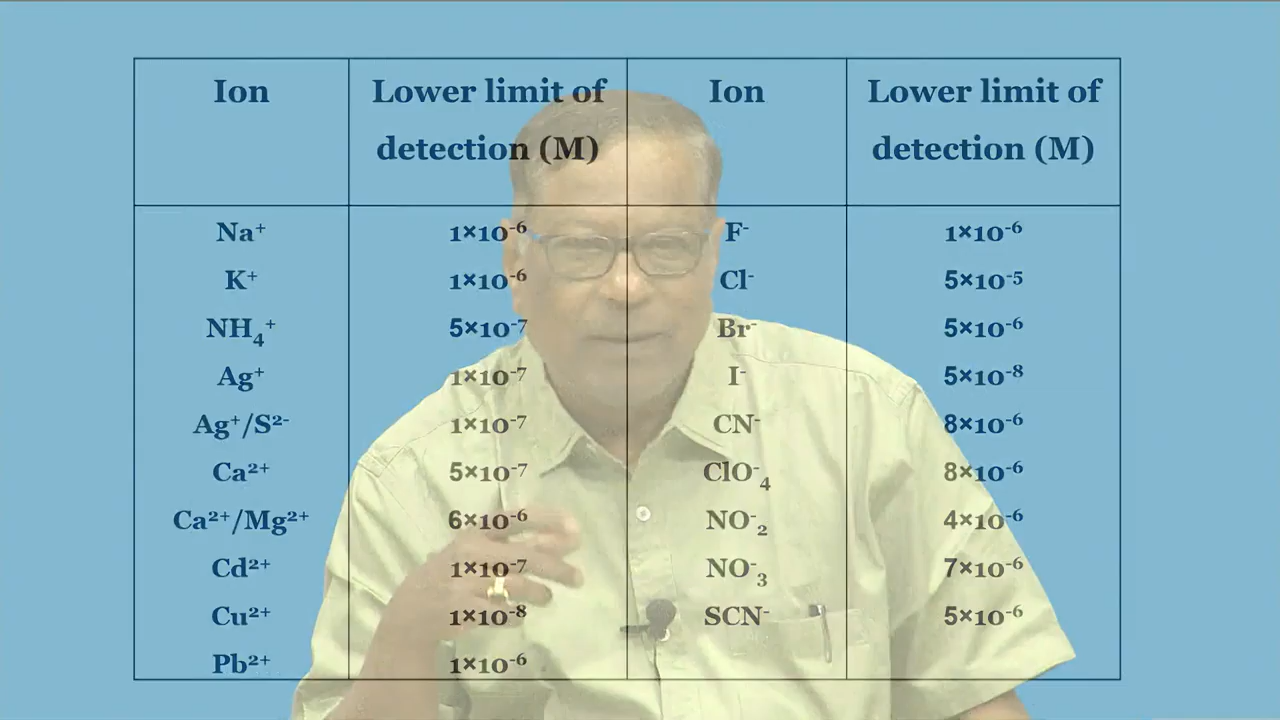 Ion Lower limit of detection (M) Ion Lower limit of detection (M)
Na⁺ 1×10⁻⁶ F⁻ 1×10⁻⁶
K⁺ 1×10⁻⁶ Cl⁻ 5×10⁻⁵
NH₄⁺ 5×10⁻⁷ Br⁻ 5×10⁻⁶
Ag⁺ 1×10⁻⁷ I⁻ 5×10⁻⁸
Ag⁺/S²⁻ 1×10⁻⁷ CN⁻ 8×10⁻⁶
Ca²⁺ 5×10⁻⁷ ClO⁻₄ 8×10⁻⁶
Ca²⁺/Mg²⁺ 6×10⁻⁶ NO⁻₂ 4×10⁻⁶
Cd²⁺ 1×10⁻⁷ NO⁻₃ 7×10⁻⁶
Cu²⁺ 1×10⁻⁸ SCN⁻ 5×10⁻⁶
Pb²⁺ 1×10⁻⁶